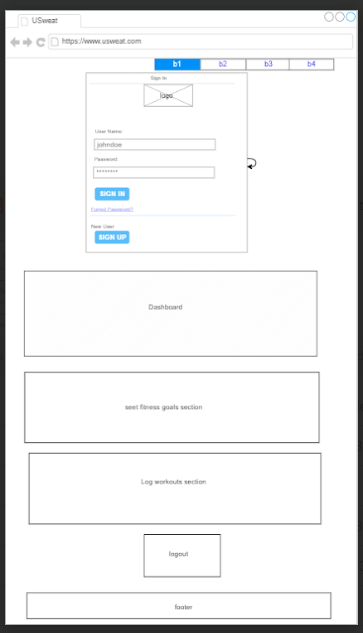 USweat
https://www.usweat.com
b1 b2 b3 b4
Sign In
logo
User Name
johndoe
Password
********
SIGN IN
Forgot Password?
New User
SIGN UP
Dashboard
seet fitness goals section
Log workouts section
logout
footer